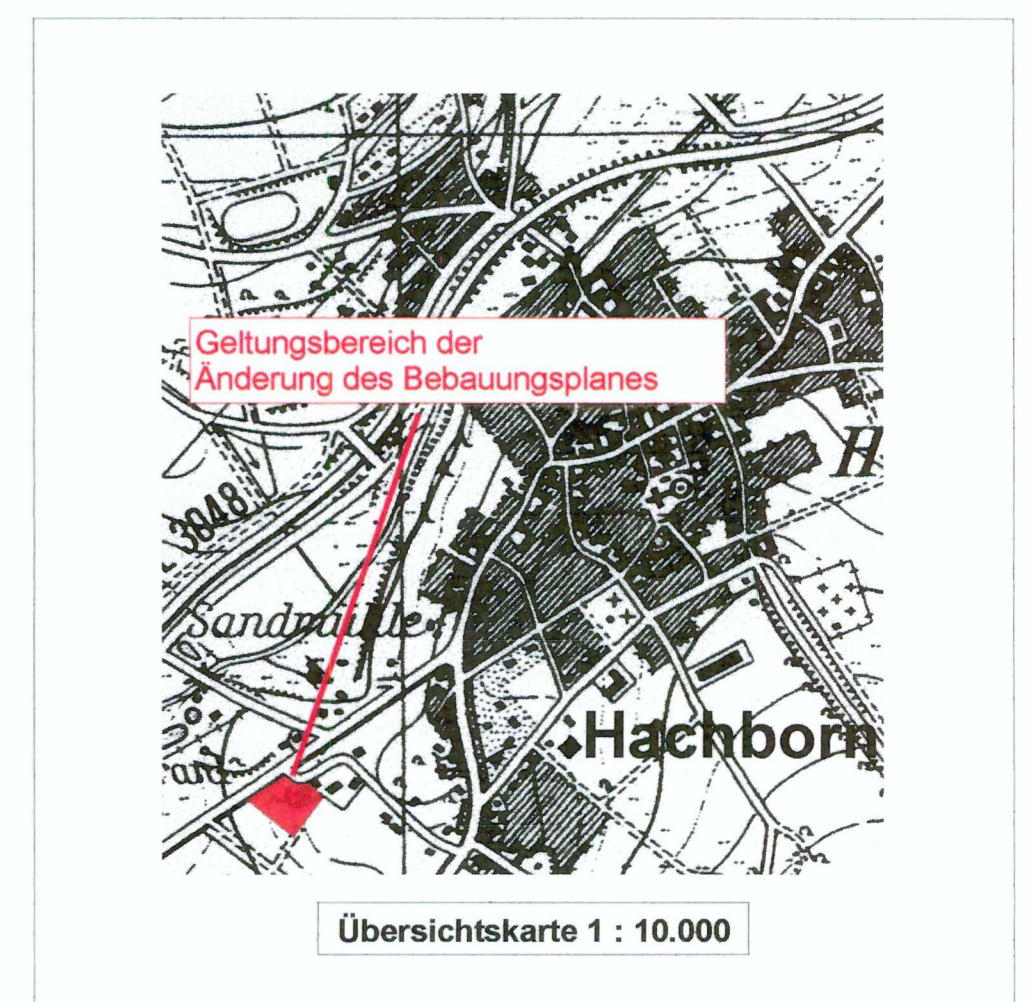 Geltungsbereich der
Änderung des Bebauungsplanes
3848
Sandmühle
Hachborn
Übersichtskarte 1 : 10.000